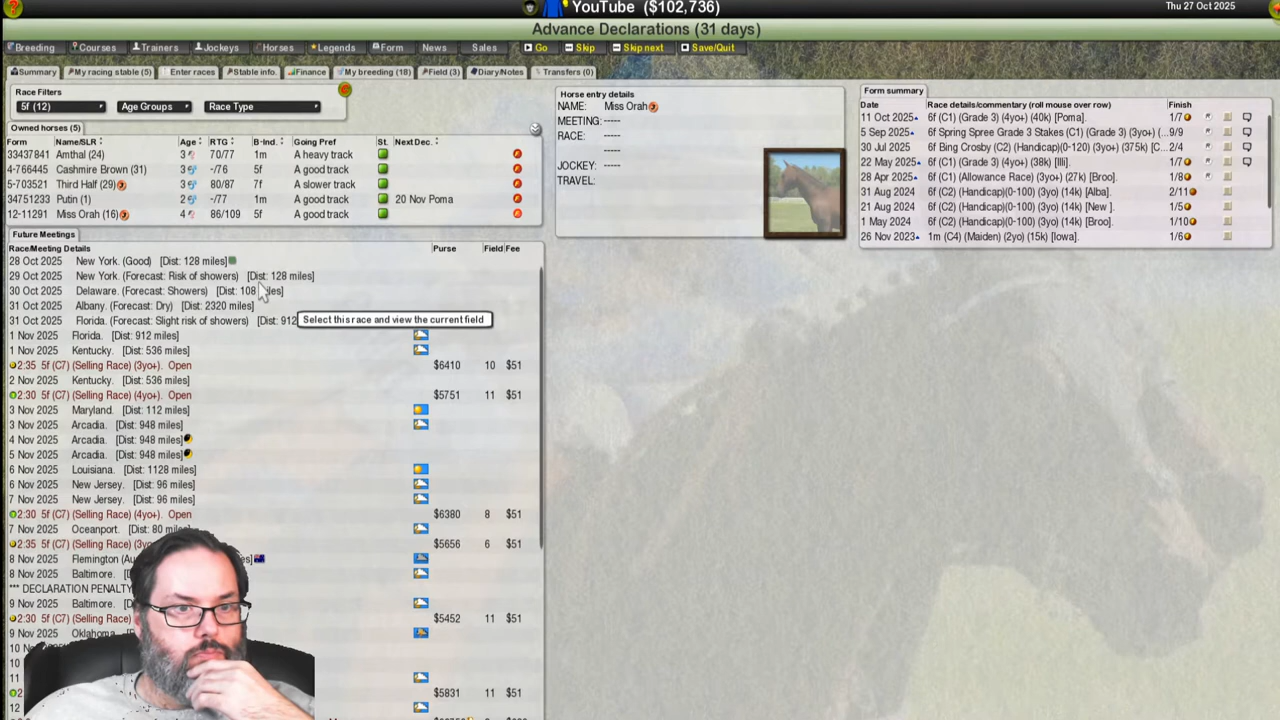 YouTube ($102,736)
Thu 27 Oct 2025
Advance Declarations (31 days)
Breeding Courses Trainers Jockeys Horses Legends Form News Sales Go Skip Skip next Save/Quit
Summary My racing stable (5) Enter races Stable info. Finance My breeding (18) Field (3) Diary/Notes Transfers (0)
Race Filters
5f (12) Age Groups Race Type
Owned horses (5)
Form Name/SLR Age RTG B-Ind. Going Pref St. Next Dec.
33437841 Amthal (24) 3 70/77 1m A heavy track
4-766445 Cashmire Brown (31) 3 -/76 5f A good track
5-703521 Third Half (29) 3 80/87 7f A slower track
34751233 Putin (1) 2 -/77 1m A good track 20 Nov Poma
12-11291 Miss Orah (16) 4 86/109 5f A good track
Future Meetings
Race/Meeting Details Purse Field Fee
28 Oct 2025 New York. (Good) [Dist: 128 miles]
29 Oct 2025 New York. (Forecast: Risk of showers) [Dist: 128 miles]
30 Oct 2025 Delaware. (Forecast: Showers) [Dist: 108 miles]
31 Oct 2025 Albany. (Forecast: Dry) [Dist: 2320 miles]
31 Oct 2025 Florida. (Forecast: Slight risk of showers) [Dist: 912
Select this race and view the current field
1 Nov 2025 Florida. [Dist: 912 miles]
1 Nov 2025 Kentucky. [Dist: 536 miles]
2:35 5f (C7) (Selling Race) (3yo+). Open $6410 10 $51
2 Nov 2025 Kentucky. [Dist: 536 miles]
2:30 5f (C7) (Selling Race) (4yo+). Open $5751 11 $51
3 Nov 2025 Maryland. [Dist: 112 miles]
3 Nov 2025 Arcadia. [Dist: 948 miles]
4 Nov 2025 Arcadia. [Dist: 948 miles]
5 Nov 2025 Arcadia. [Dist: 948 miles]
6 Nov 2025 Louisiana. [Dist: 1128 miles]
6 Nov 2025 New Jersey. [Dist: 96 miles]
7 Nov 2025 New Jersey. [Dist: 96 miles]
2:30 5f (C7) (Selling Race) (4yo+). Open $6380 8 $51
7 Nov 2025 Oceanport. [Dist: 80 miles]
2:35 5f (C7) (Selling Race) (3yo $5656 6 $51
8 Nov 2025 Flemington (Au es]
8 Nov 2025 Baltimore. [
*** DECLARATION PENALTY
9 Nov 2025 Baltimore. [D
2:30 5f (C7) (Selling Race) $5452 11 $51
9 Nov 2025 Oklahoma.
10
10
11
2 $5831 11 $51
12
Horse entry details
NAME: Miss Orah
MEETING: -----
RACE: -----
-----
JOCKEY: -----
TRAVEL: -----
Form summary
Date Race details/commentary (roll mouse over row) Finish
11 Oct 2025 6f (C1) (Grade 3) (4yo+) (40k) [Poma]. 1/7
5 Sep 2025 6f Spring Spree Grade 3 Stakes (C1) (Grade 3) (3yo+) (... 9/9
30 Jul 2025 6f Bing Crosby (C2) (Handicap)(0-120) (3yo+) (375k) [C... 2/4
22 May 2025 6f (C1) (Grade 3) (4yo+) (38k) [Illi]. 1/7
28 Apr 2025 6f (C1) (Allowance Race) (3yo+) (27k) [Broo]. 1/8
31 Aug 2024 6f (C2) (Handicap)(0-100) (3yo) (14k) [Alba]. 2/11
21 Aug 2024 6f (C2) (Handicap)(0-100) (3yo) (14k) [New ]. 1/5
1 May 2024 6f (C2) (Handicap)(0-100) (3yo) (14k) [Broo]. 1/10
26 Nov 2023 1m (C4) (Maiden) (2yo) (15k) [Iowa]. 1/6